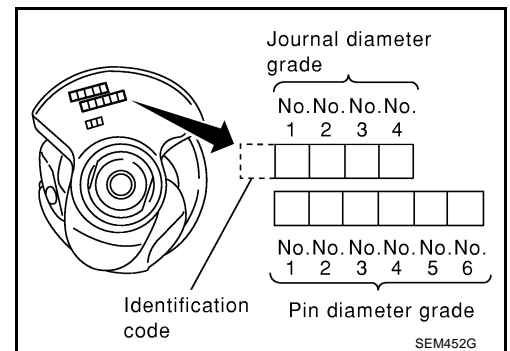 Journal diameter
grade
No. No. No. No.
1 2 3 4
No. No. No. No. No. No.
1 2 3 4 5 6
Identification
code
Pin diameter grade
SEM452G